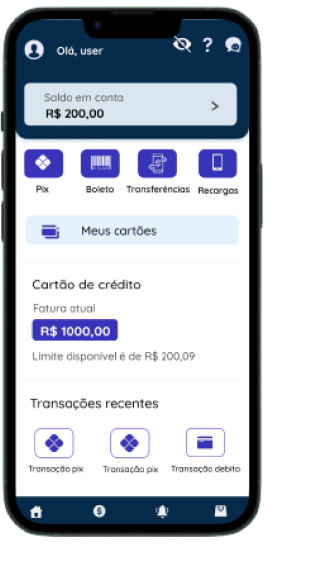 Olá, user
?
Saldo em conta
R$ 200,00
>
Pix
Boleto
Transferências
Recargas
Meus cartões
Cartão de crédito
Fatura atual
R$ 1000,00
Limite disponível é de R$ 200,09
Transações recentes
Transação pix
Transação pix
Transação debito